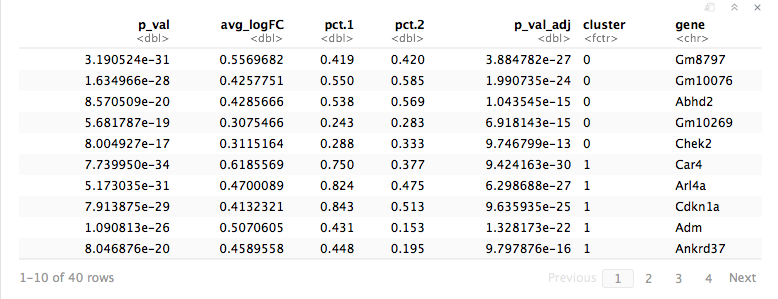 p_val avg_logFC pct.1 pct.2 p_val_adj cluster gene
<dbl> <dbl> <dbl> <dbl> <dbl> <fctr> <chr>
3.190524e-31 0.5569682 0.419 0.420 3.884782e-27 0 Gm8797
1.634966e-28 0.4257751 0.550 0.585 1.990735e-24 0 Gm10076
8.570509e-20 0.4285666 0.538 0.569 1.043545e-15 0 Abhd2
5.681787e-19 0.3075466 0.243 0.283 6.918143e-15 0 Gm10269
8.004927e-17 0.3115164 0.288 0.333 9.746799e-13 0 Chek2
7.739950e-34 0.6185569 0.750 0.377 9.424163e-30 1 Car4
5.173035e-31 0.4700089 0.824 0.475 6.298688e-27 1 Arl4a
7.913875e-29 0.4132321 0.843 0.513 9.635935e-25 1 Cdkn1a
1.090813e-26 0.5070605 0.431 0.153 1.328173e-22 1 Adm
8.046876e-20 0.4589558 0.448 0.195 9.797876e-16 1 Ankrd37
1-10 of 40 rows Previous 1 2 3 4 Next